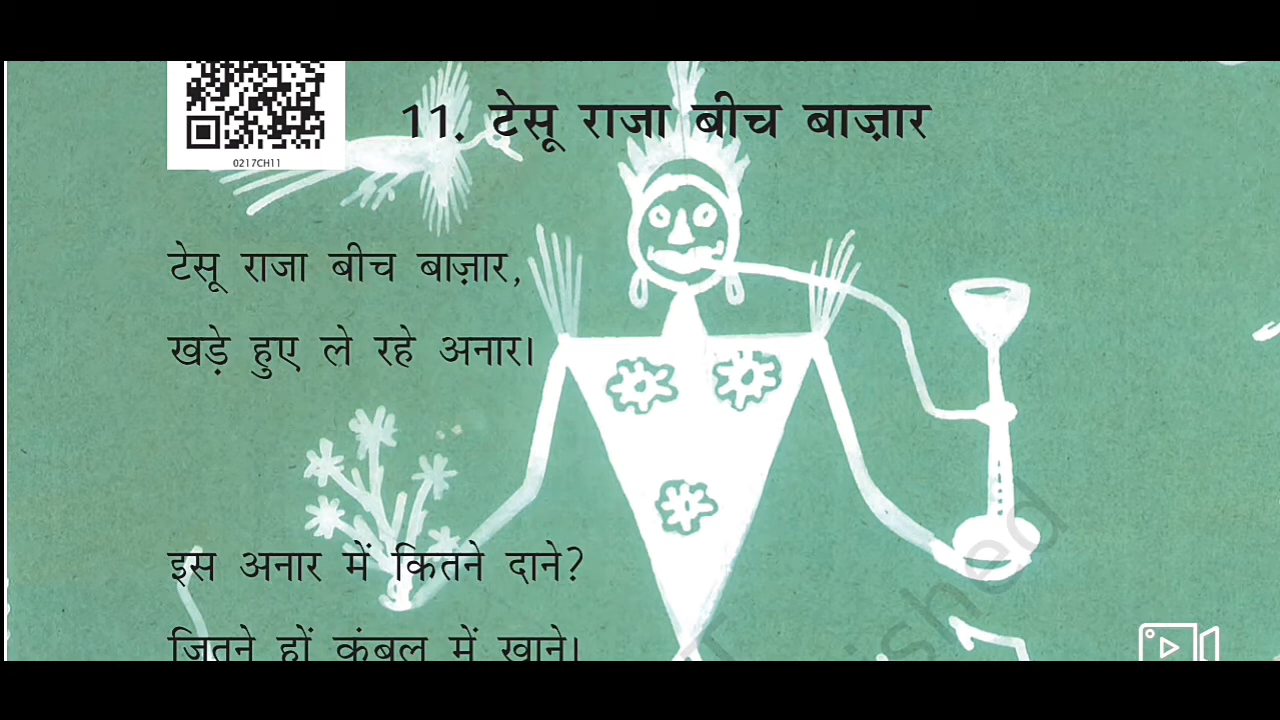 0217CH11
11. टेसू राजा बीच बाज़ार
टेसू राजा बीच बाज़ार,
खड़े हुए ले रहे अनार।
इस अनार में कितने दाने?
जितने हों कंबल में खाने।